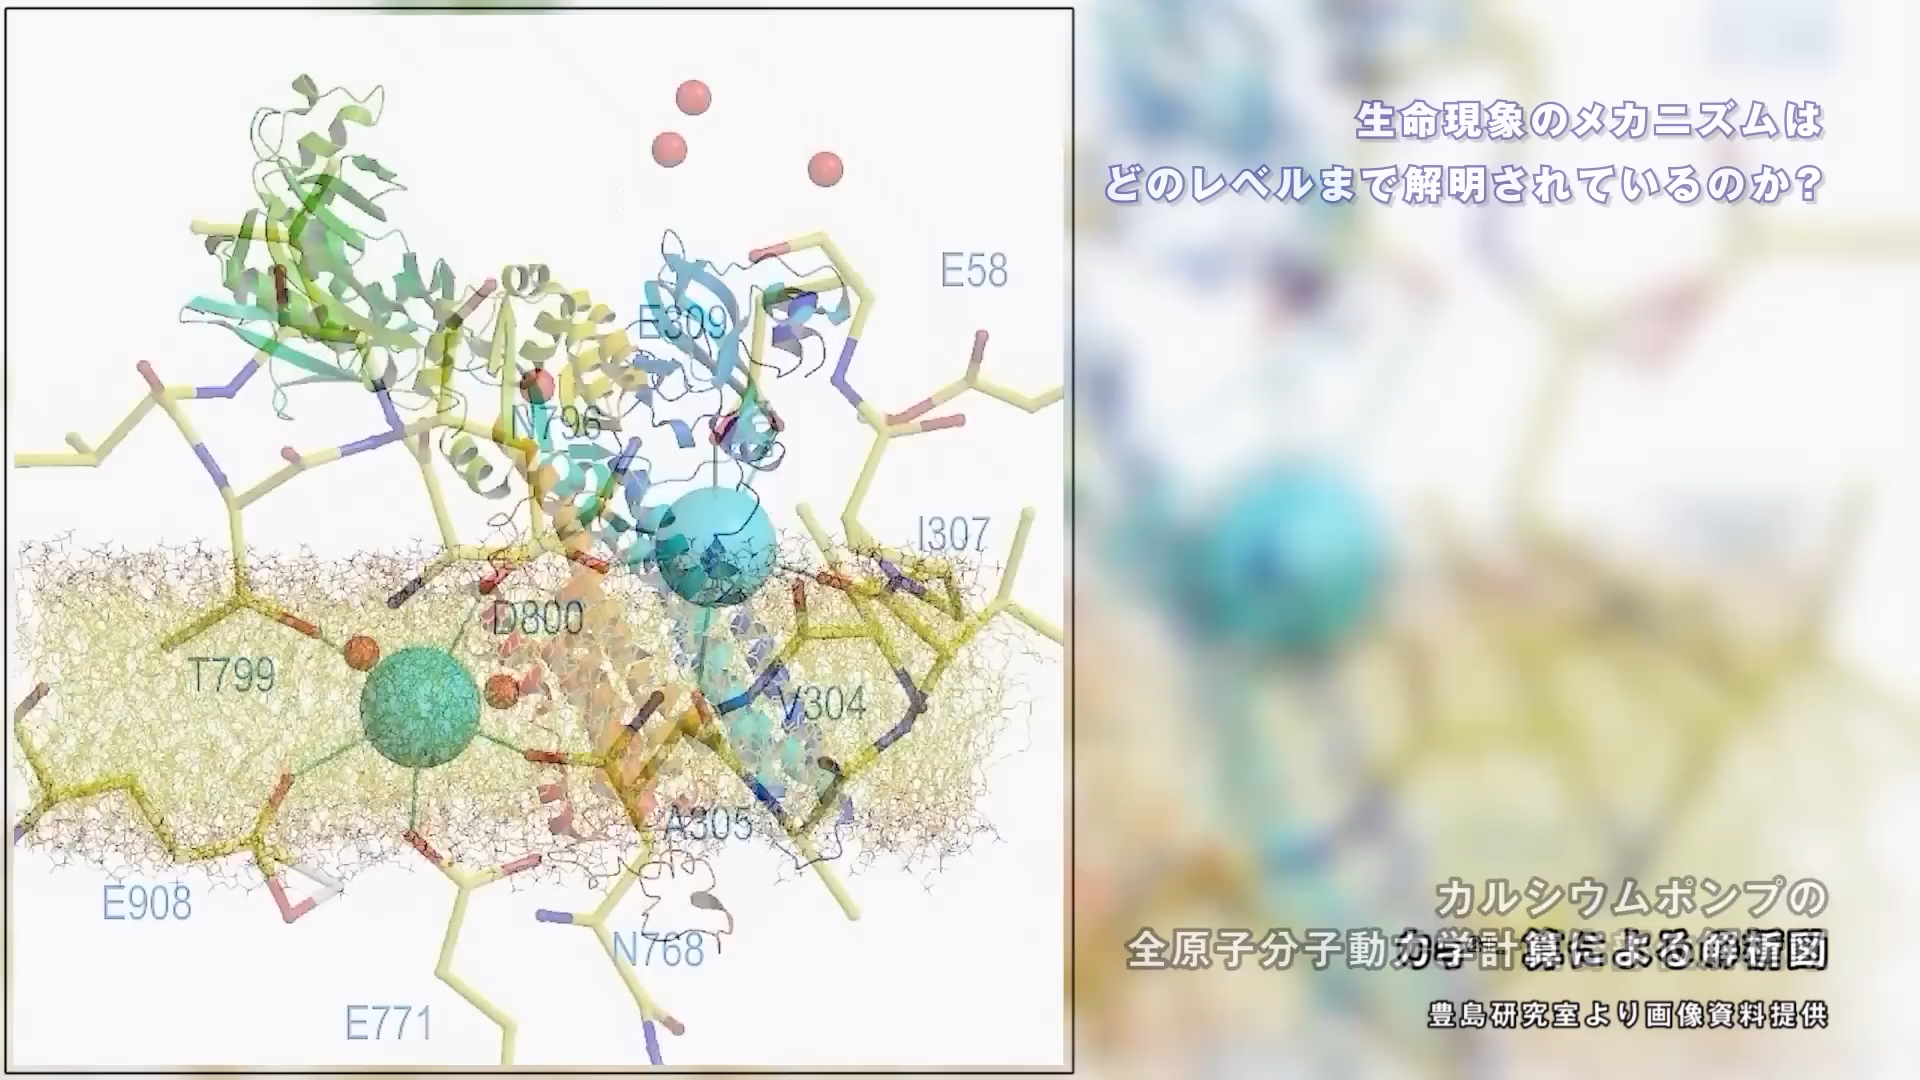 生命現象のメカニズムは
どのレベルまで解明されているのか?
E58
E309
N796
I307
D800
T799
V304
A305
E908
N768
E771
カルシウムポンプの
全原子分子動力学計算による解析図
豊島研究室より画像資料提供